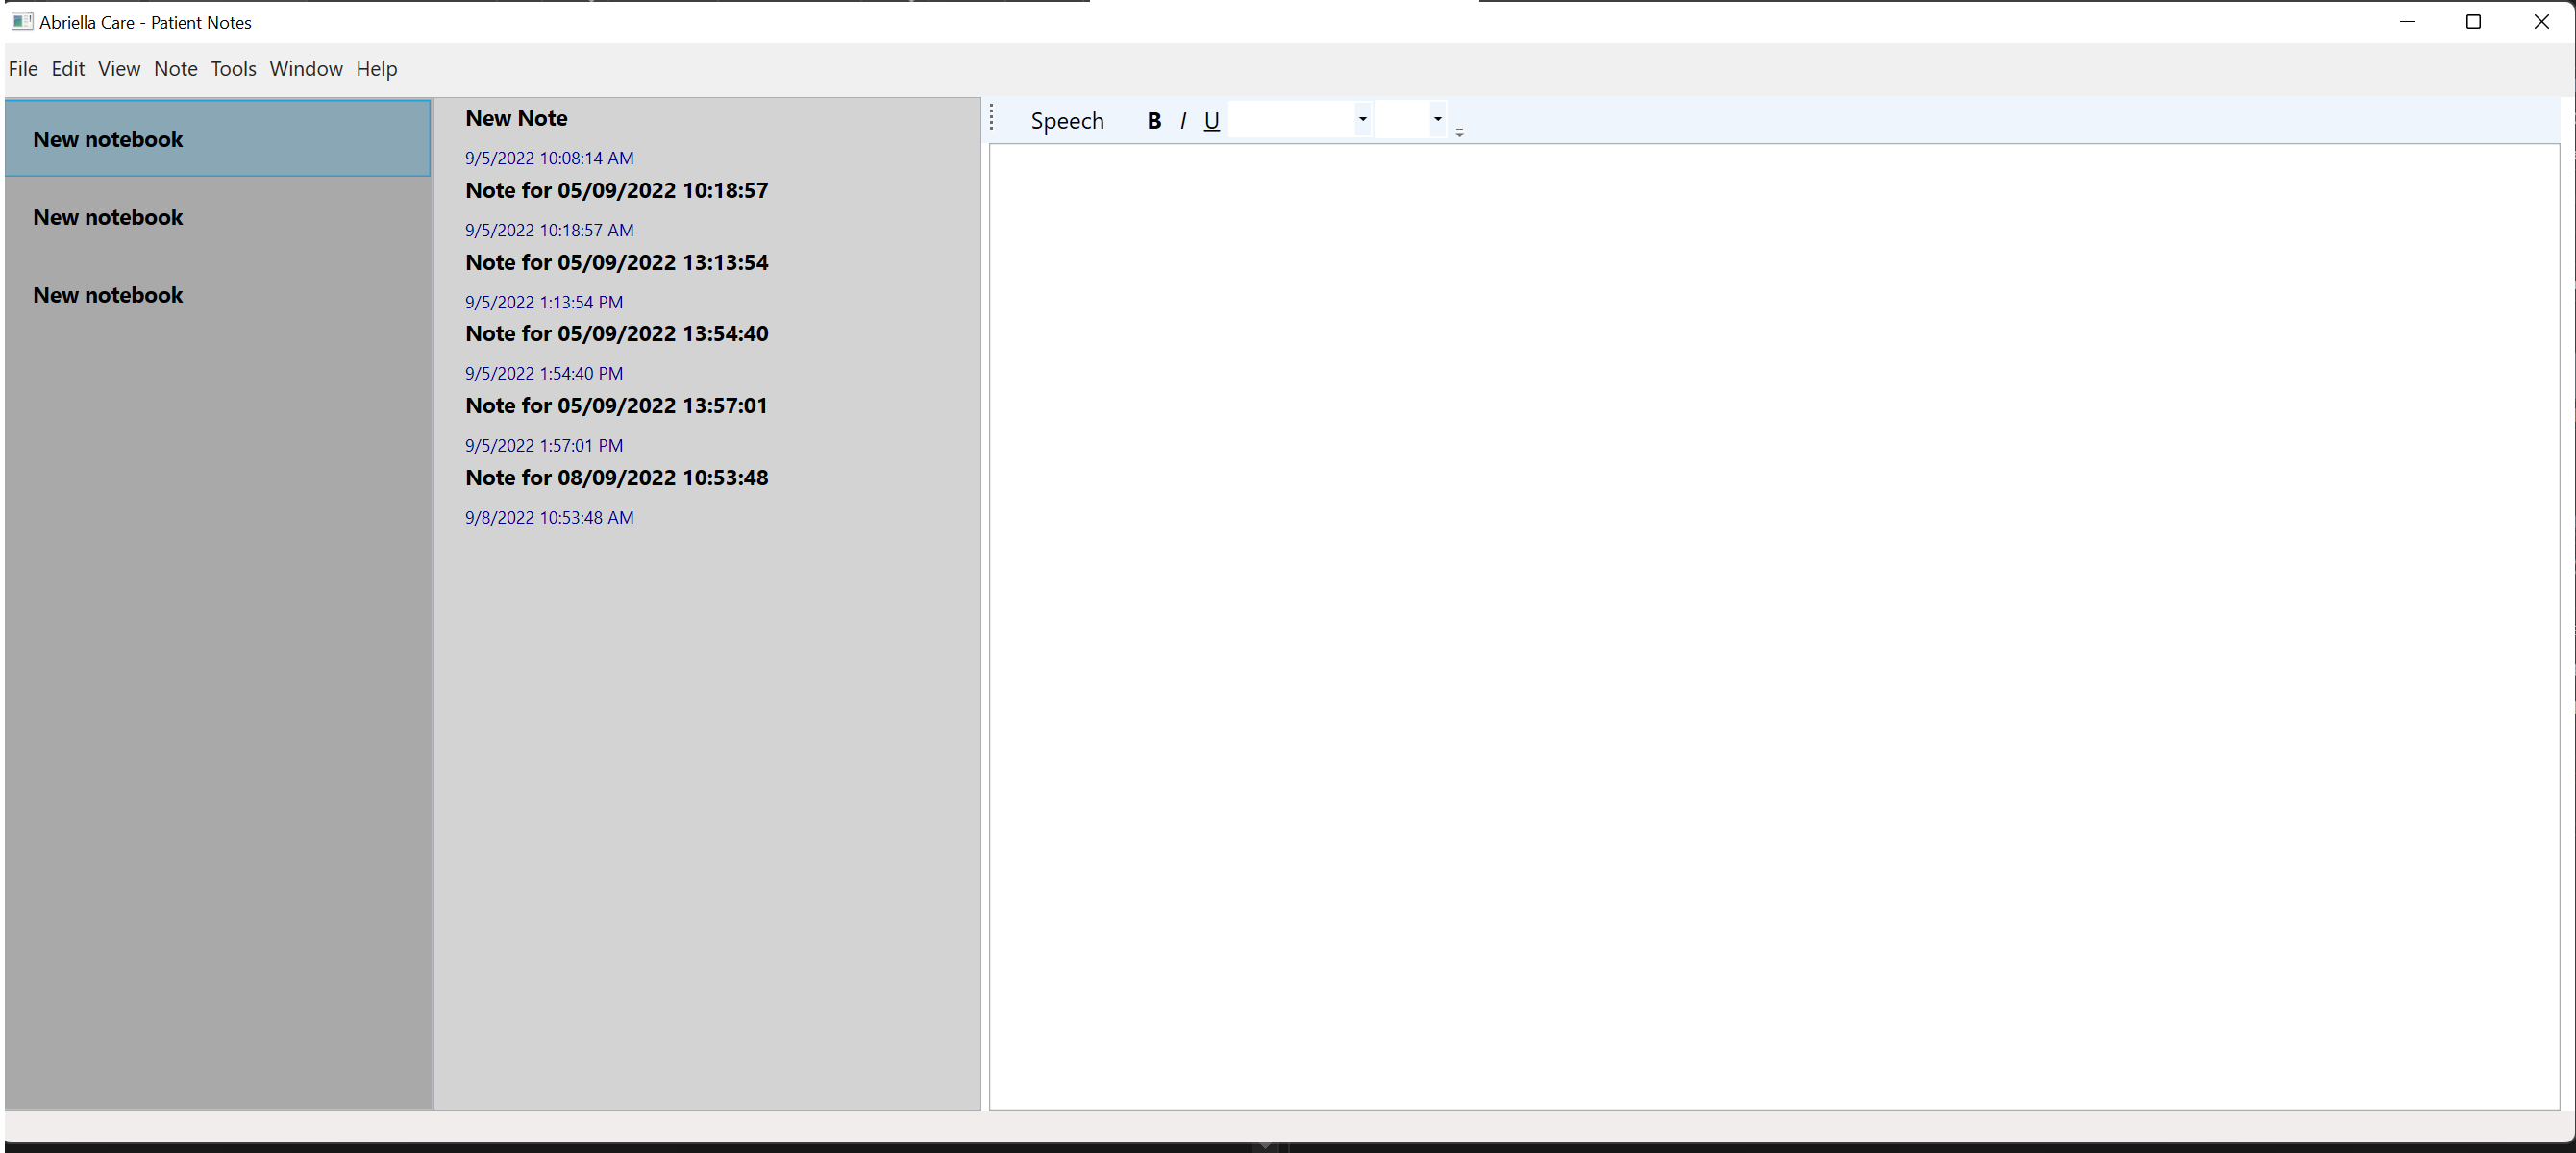 Abriella Care - Patient Notes
File Edit View Note Tools Window Help
New notebook
New notebook
New notebook
New Note
9/5/2022 10:08:14 AM
Note for 05/09/2022 10:18:57
9/5/2022 10:18:57 AM
Note for 05/09/2022 13:13:54
9/5/2022 1:13:54 PM
Note for 05/09/2022 13:54:40
9/5/2022 1:54:40 PM
Note for 05/09/2022 13:57:01
9/5/2022 1:57:01 PM
Note for 08/09/2022 10:53:48
9/8/2022 10:53:48 AM
Speech B I U